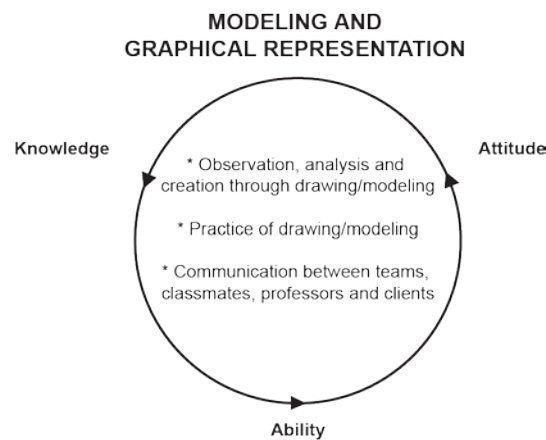 MODELING AND
GRAPHICAL REPRESENTATION
Knowledge
Attitude
* Observation, analysis and
creation through drawing/modeling
* Practice of drawing/modeling
* Communication between teams,
classmates, professors and clients
Ability